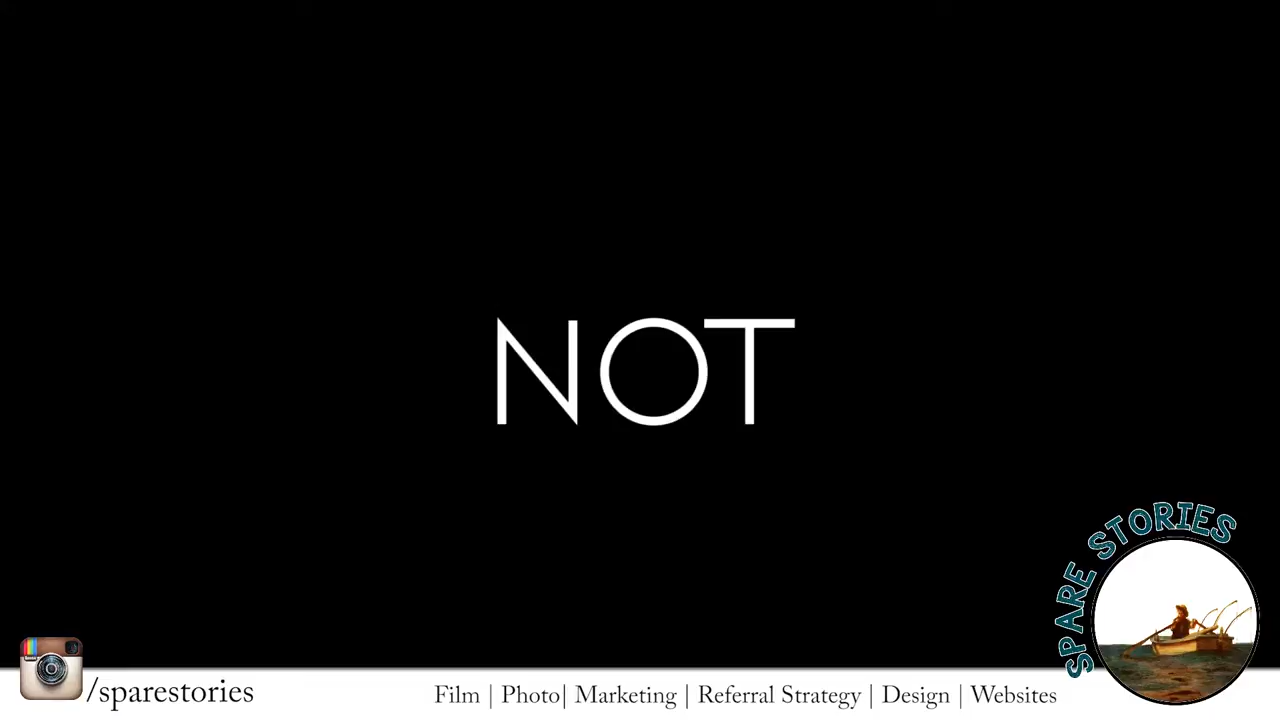 NOT
SPARE STORIES
/sparestories
Film | Photo| Marketing | Referral Strategy | Design | Websites